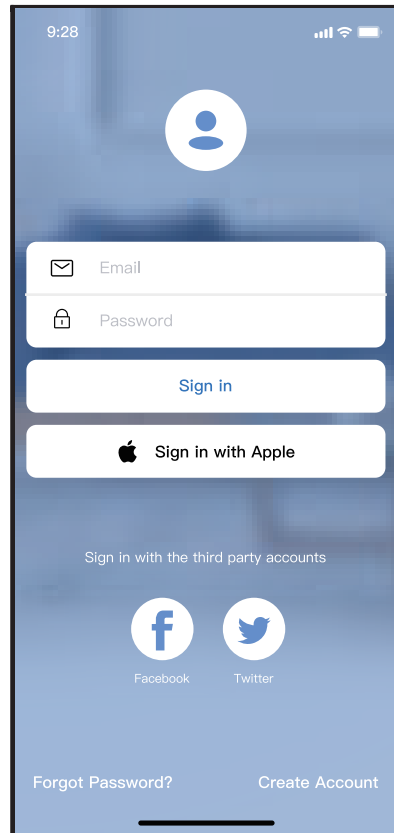 9:28
Email
Password
Sign in
Sign in with Apple
Sign in with the third party accounts
Facebook Twitter
Forgot Password? Create Account